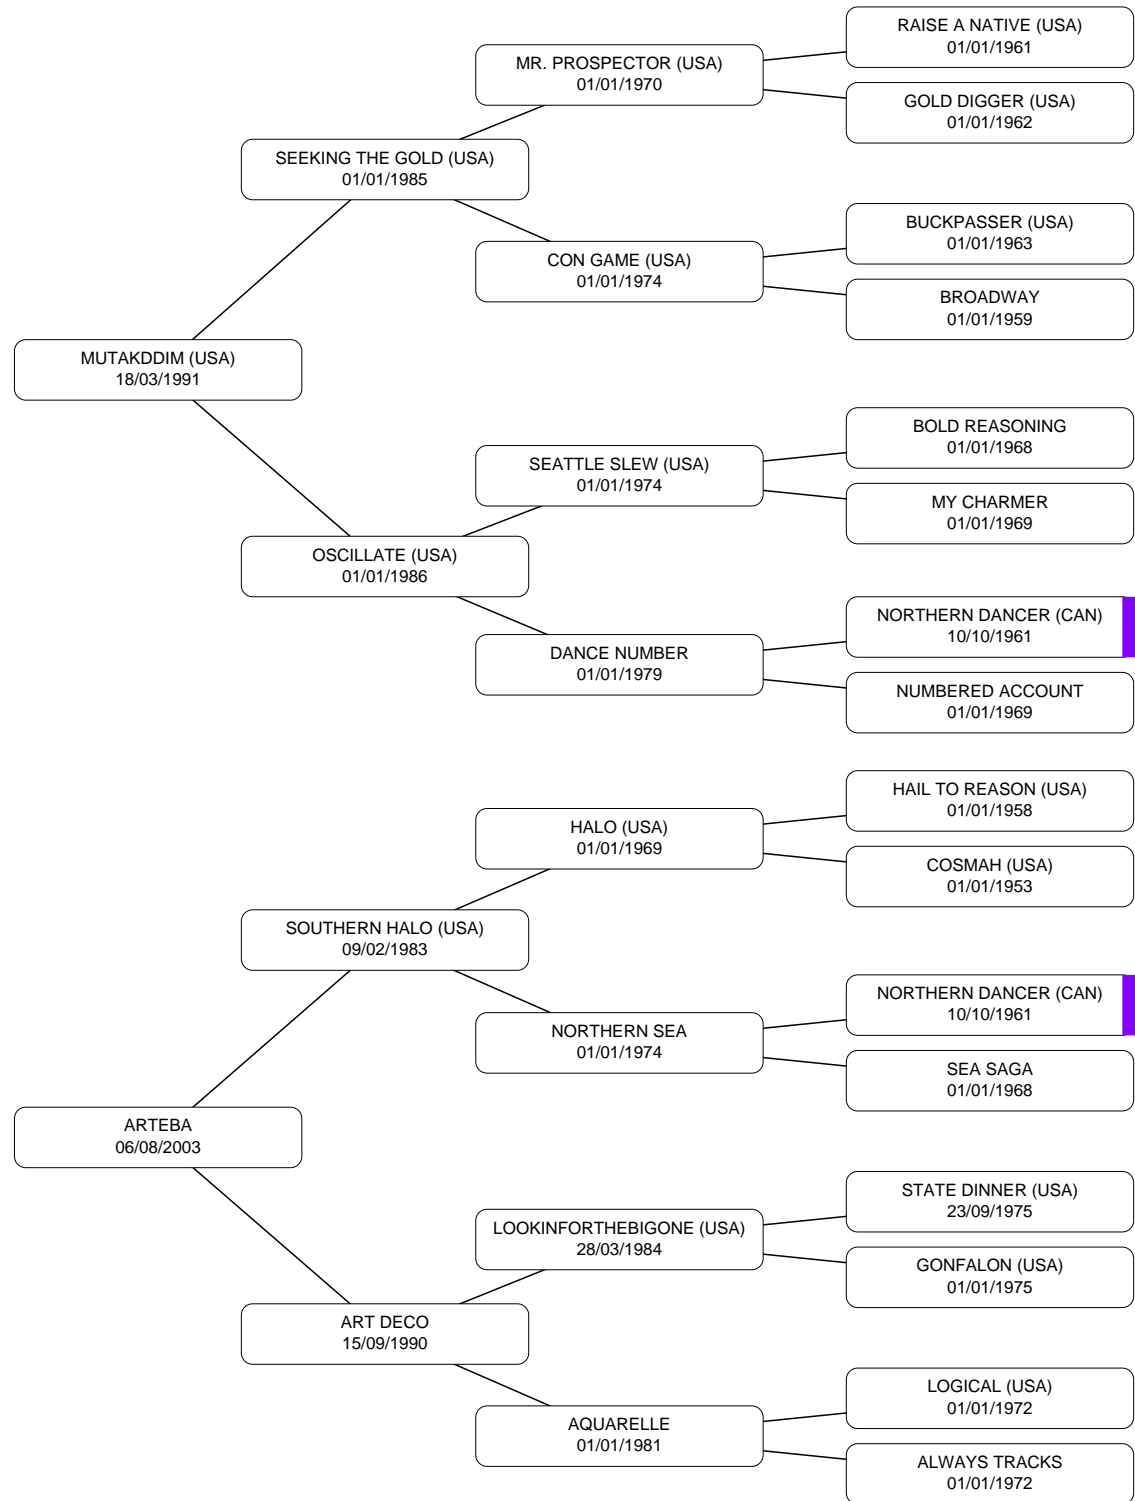 RAISE A NATIVE (USA)
01/01/1961
MR. PROSPECTOR (USA)
01/01/1970
GOLD DIGGER (USA)
01/01/1962
SEEKING THE GOLD (USA)
01/01/1985
BUCKPASSER (USA)
01/01/1963
CON GAME (USA)
01/01/1974
BROADWAY
01/01/1959
MUTAKDDIM (USA)
18/03/1991
BOLD REASONING
01/01/1968
SEATTLE SLEW (USA)
01/01/1974
MY CHARMER
01/01/1969
OSCILLATE (USA)
01/01/1986
NORTHERN DANCER (CAN)
10/10/1961
DANCE NUMBER
01/01/1979
NUMBERED ACCOUNT
01/01/1969
HAIL TO REASON (USA)
01/01/1958
HALO (USA)
01/01/1969
COSMAH (USA)
01/01/1953
SOUTHERN HALO (USA)
09/02/1983
NORTHERN DANCER (CAN)
10/10/1961
NORTHERN SEA
01/01/1974
SEA SAGA
01/01/1968
ARTEBA
06/08/2003
STATE DINNER (USA)
23/09/1975
LOOKINFORTHEBIGONE (USA)
28/03/1984
GONFALON (USA)
01/01/1975
ART DECO
15/09/1990
LOGICAL (USA)
01/01/1972
AQUARELLE
01/01/1981
ALWAYS TRACKS
01/01/1972